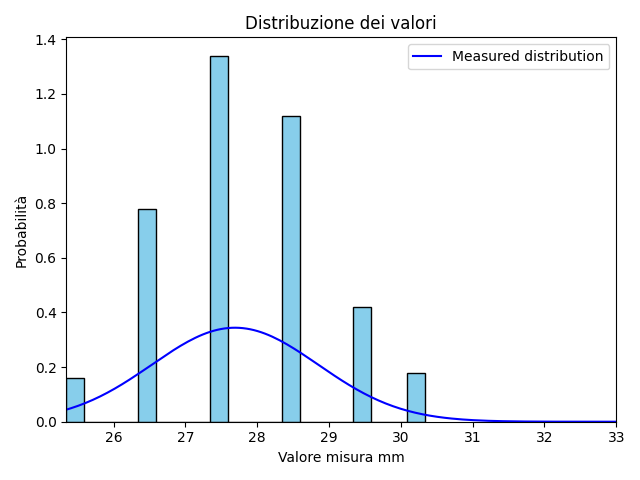 Distribuzione dei valori
Measured distribution
Probabilità
1.4
1.2
1.0
0.8
0.6
0.4
0.2
0.0
26 27 28 29 30 31 32 33
Valore misura mm